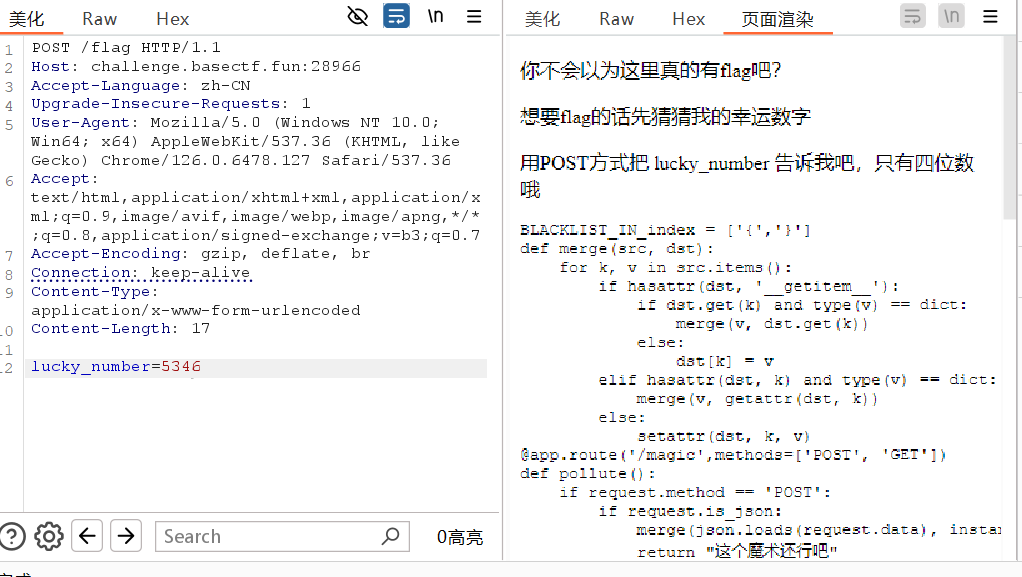 美化 Raw Hex \n
1 POST /flag HTTP/1.1
2 Host: challenge.basectf.fun:28966
3 Accept-Language: zh-CN
4 Upgrade-Insecure-Requests: 1
5 User-Agent: Mozilla/5.0 (Windows NT 10.0;
Win64; x64) AppleWebKit/537.36 (KHTML, like
Gecko) Chrome/126.0.6478.127 Safari/537.36
6 Accept:
text/html,application/xhtml+xml,application/x
ml;q=0.9,image/avif,image/webp,image/apng,*/*
;q=0.8,application/signed-exchange;v=b3;q=0.7
7 Accept-Encoding: gzip, deflate, br
8 Connection: keep-alive
9 Content-Type:
application/x-www-form-urlencoded
10 Content-Length: 17
11
12 lucky_number=5346
Search 0高亮
美化 Raw Hex 页面渲染 \n
你不会以为这里真的有flag吧?
想要flag的话先猜猜我的幸运数字
用POST方式把 lucky_number 告诉我吧，只有四位数
哦
BLACKLIST_IN_index = ['{','}']
def merge(src, dst):
    for k, v in src.items():
        if hasattr(dst, '__getitem__'):
            if dst.get(k) and type(v) == dict:
                merge(v, dst.get(k))
            else:
                dst[k] = v
        elif hasattr(dst, k) and type(v) == dict:
            merge(v, getattr(dst, k))
        else:
            setattr(dst, k, v)
@app.route('/magic',methods=['POST', 'GET'])
def pollute():
    if request.method == 'POST':
        if request.is_json:
            merge(json.loads(request.data), instan
            return "这个魔术还行吧"